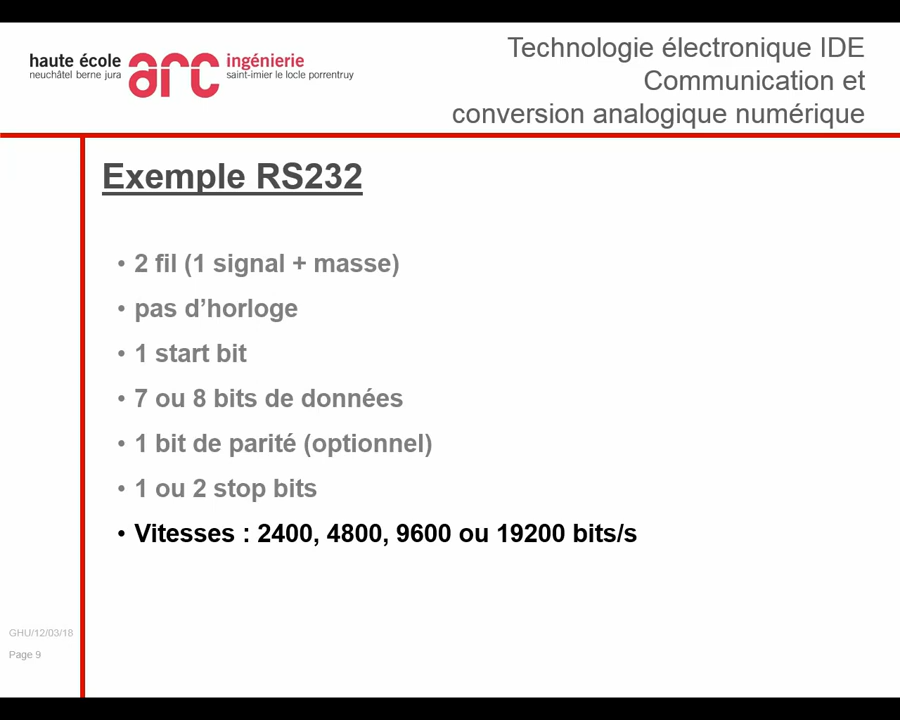 haute école
neuchâtel berne jura
arc
ingénierie
saint-imier le locle porrentruy
Technologie électronique IDE
Communication et
conversion analogique numérique
Exemple RS232
• 2 fil (1 signal + masse)
• pas d’horloge
• 1 start bit
• 7 ou 8 bits de données
• 1 bit de parité (optionnel)
• 1 ou 2 stop bits
• Vitesses : 2400, 4800, 9600 ou 19200 bits/s
GHU/12/03/18
Page 9